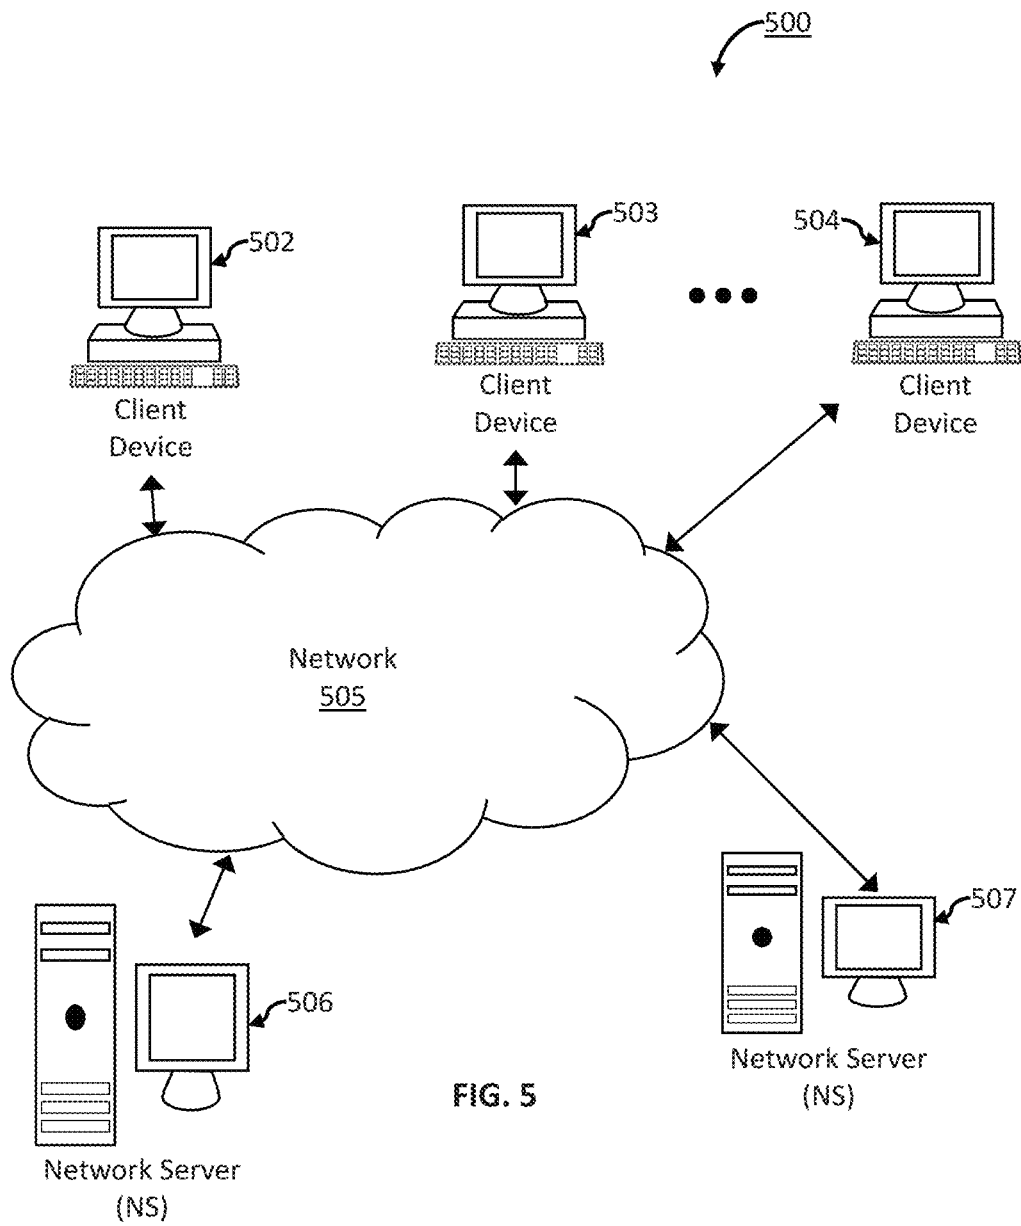 500
502
503
504
Client
Device
Client
Device
Client
Device
Network
505
507
506
Network Server
(NS)
FIG. 5
Network Server
(NS)